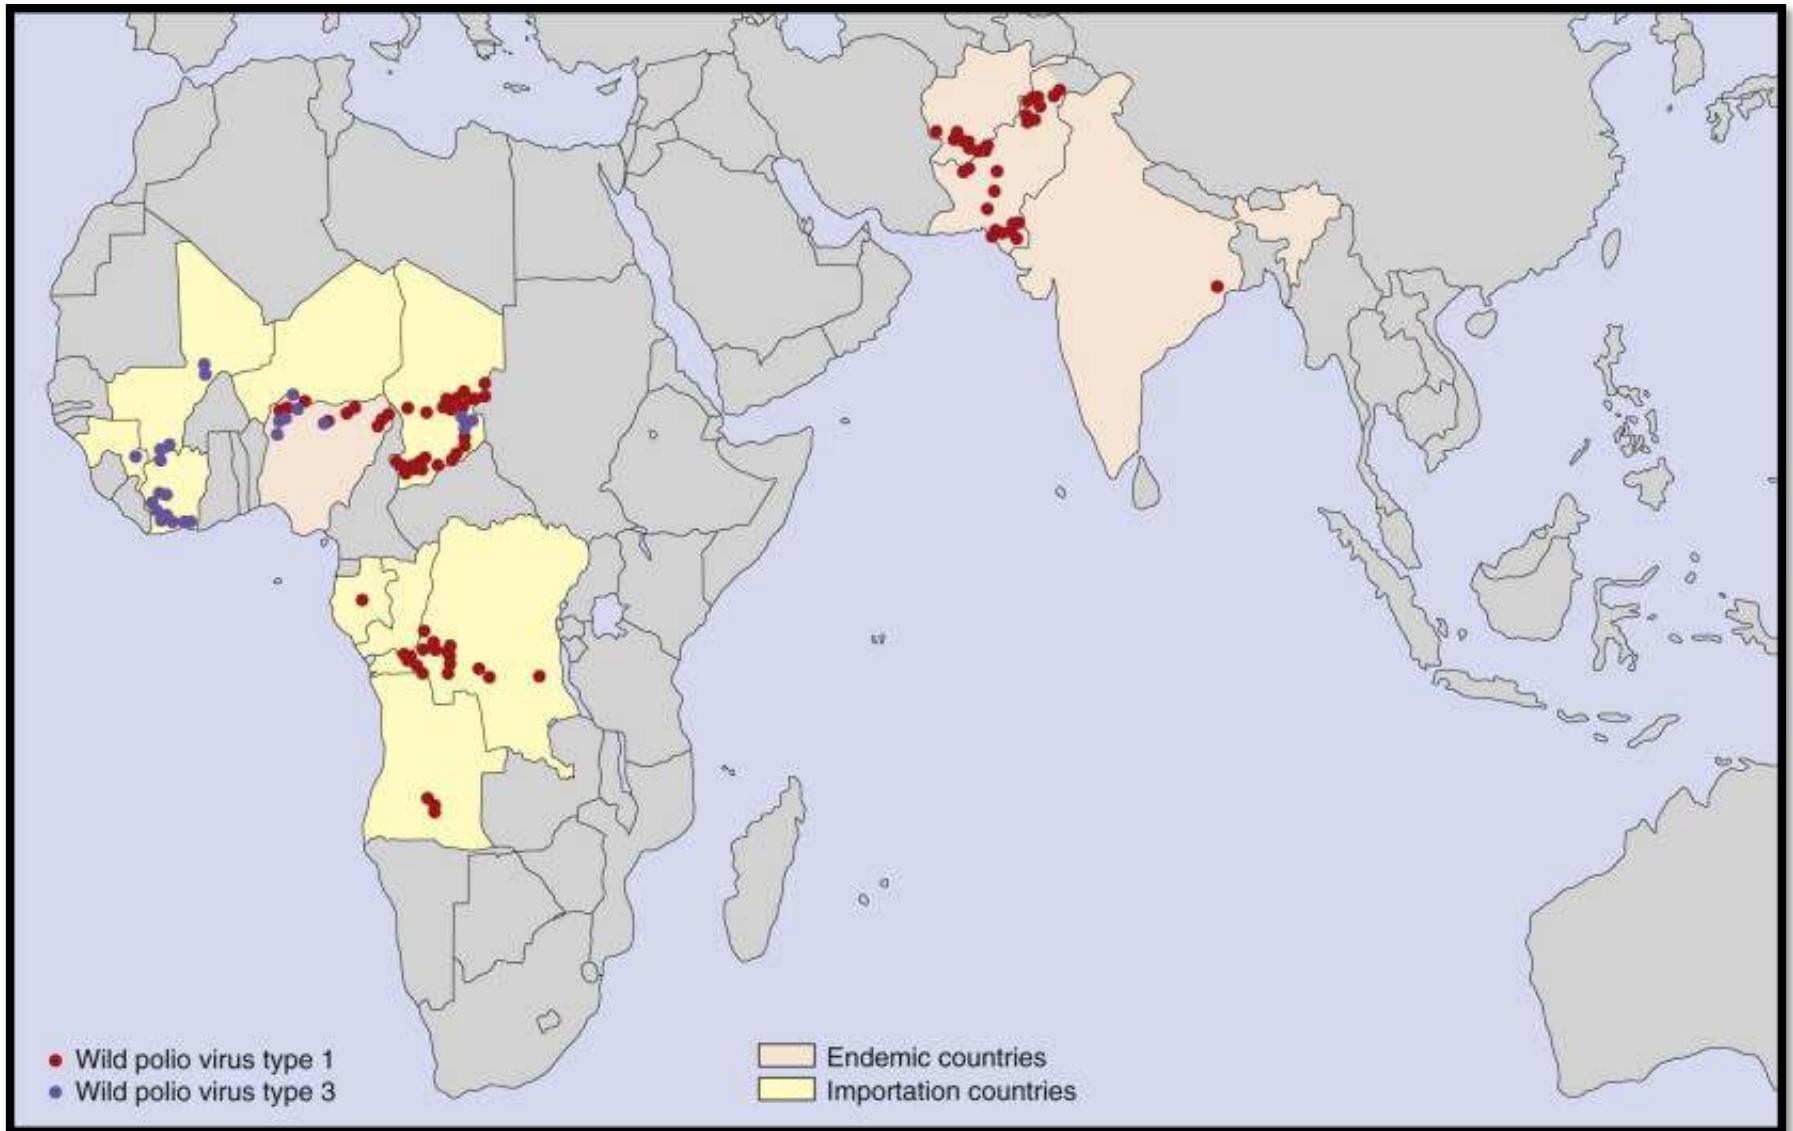 Wild polio virus type 1
Wild polio virus type 3
Endemic countries
Importation countries